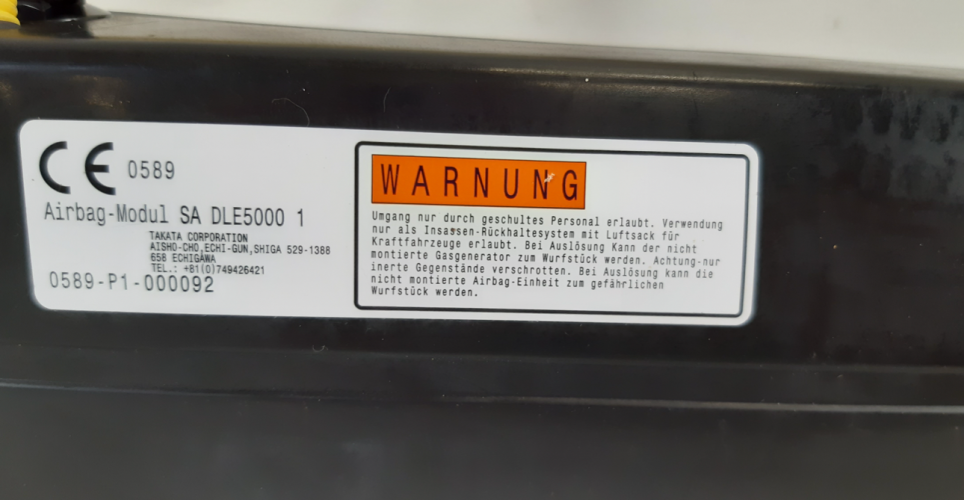 CE 0589
Airbag-Modul SA DLE5000 1
TAKATA CORPORATION
AISHO-CHO,ECHI-GUN,SHIGA 529-1388
658 ECHIGAWA
TEL.: +81(0)749426421
0589-P1-000092
WARNUNG
Umgang nur durch geschultes Personal erlaubt. Verwendung
nur als Insassen-Rückhaltesystem mit Luftsack für
Kraftfahrzeuge erlaubt. Bei Auslösung Kann der nicht
montierte Gasgenerator zum Wurfstück werden. Achtung-nur
inerte Gegenstände verschrotten. Bei Auslösung kann die
nicht montierte Airbag-Einheit zum gefährlichen
Wurfstück werden.